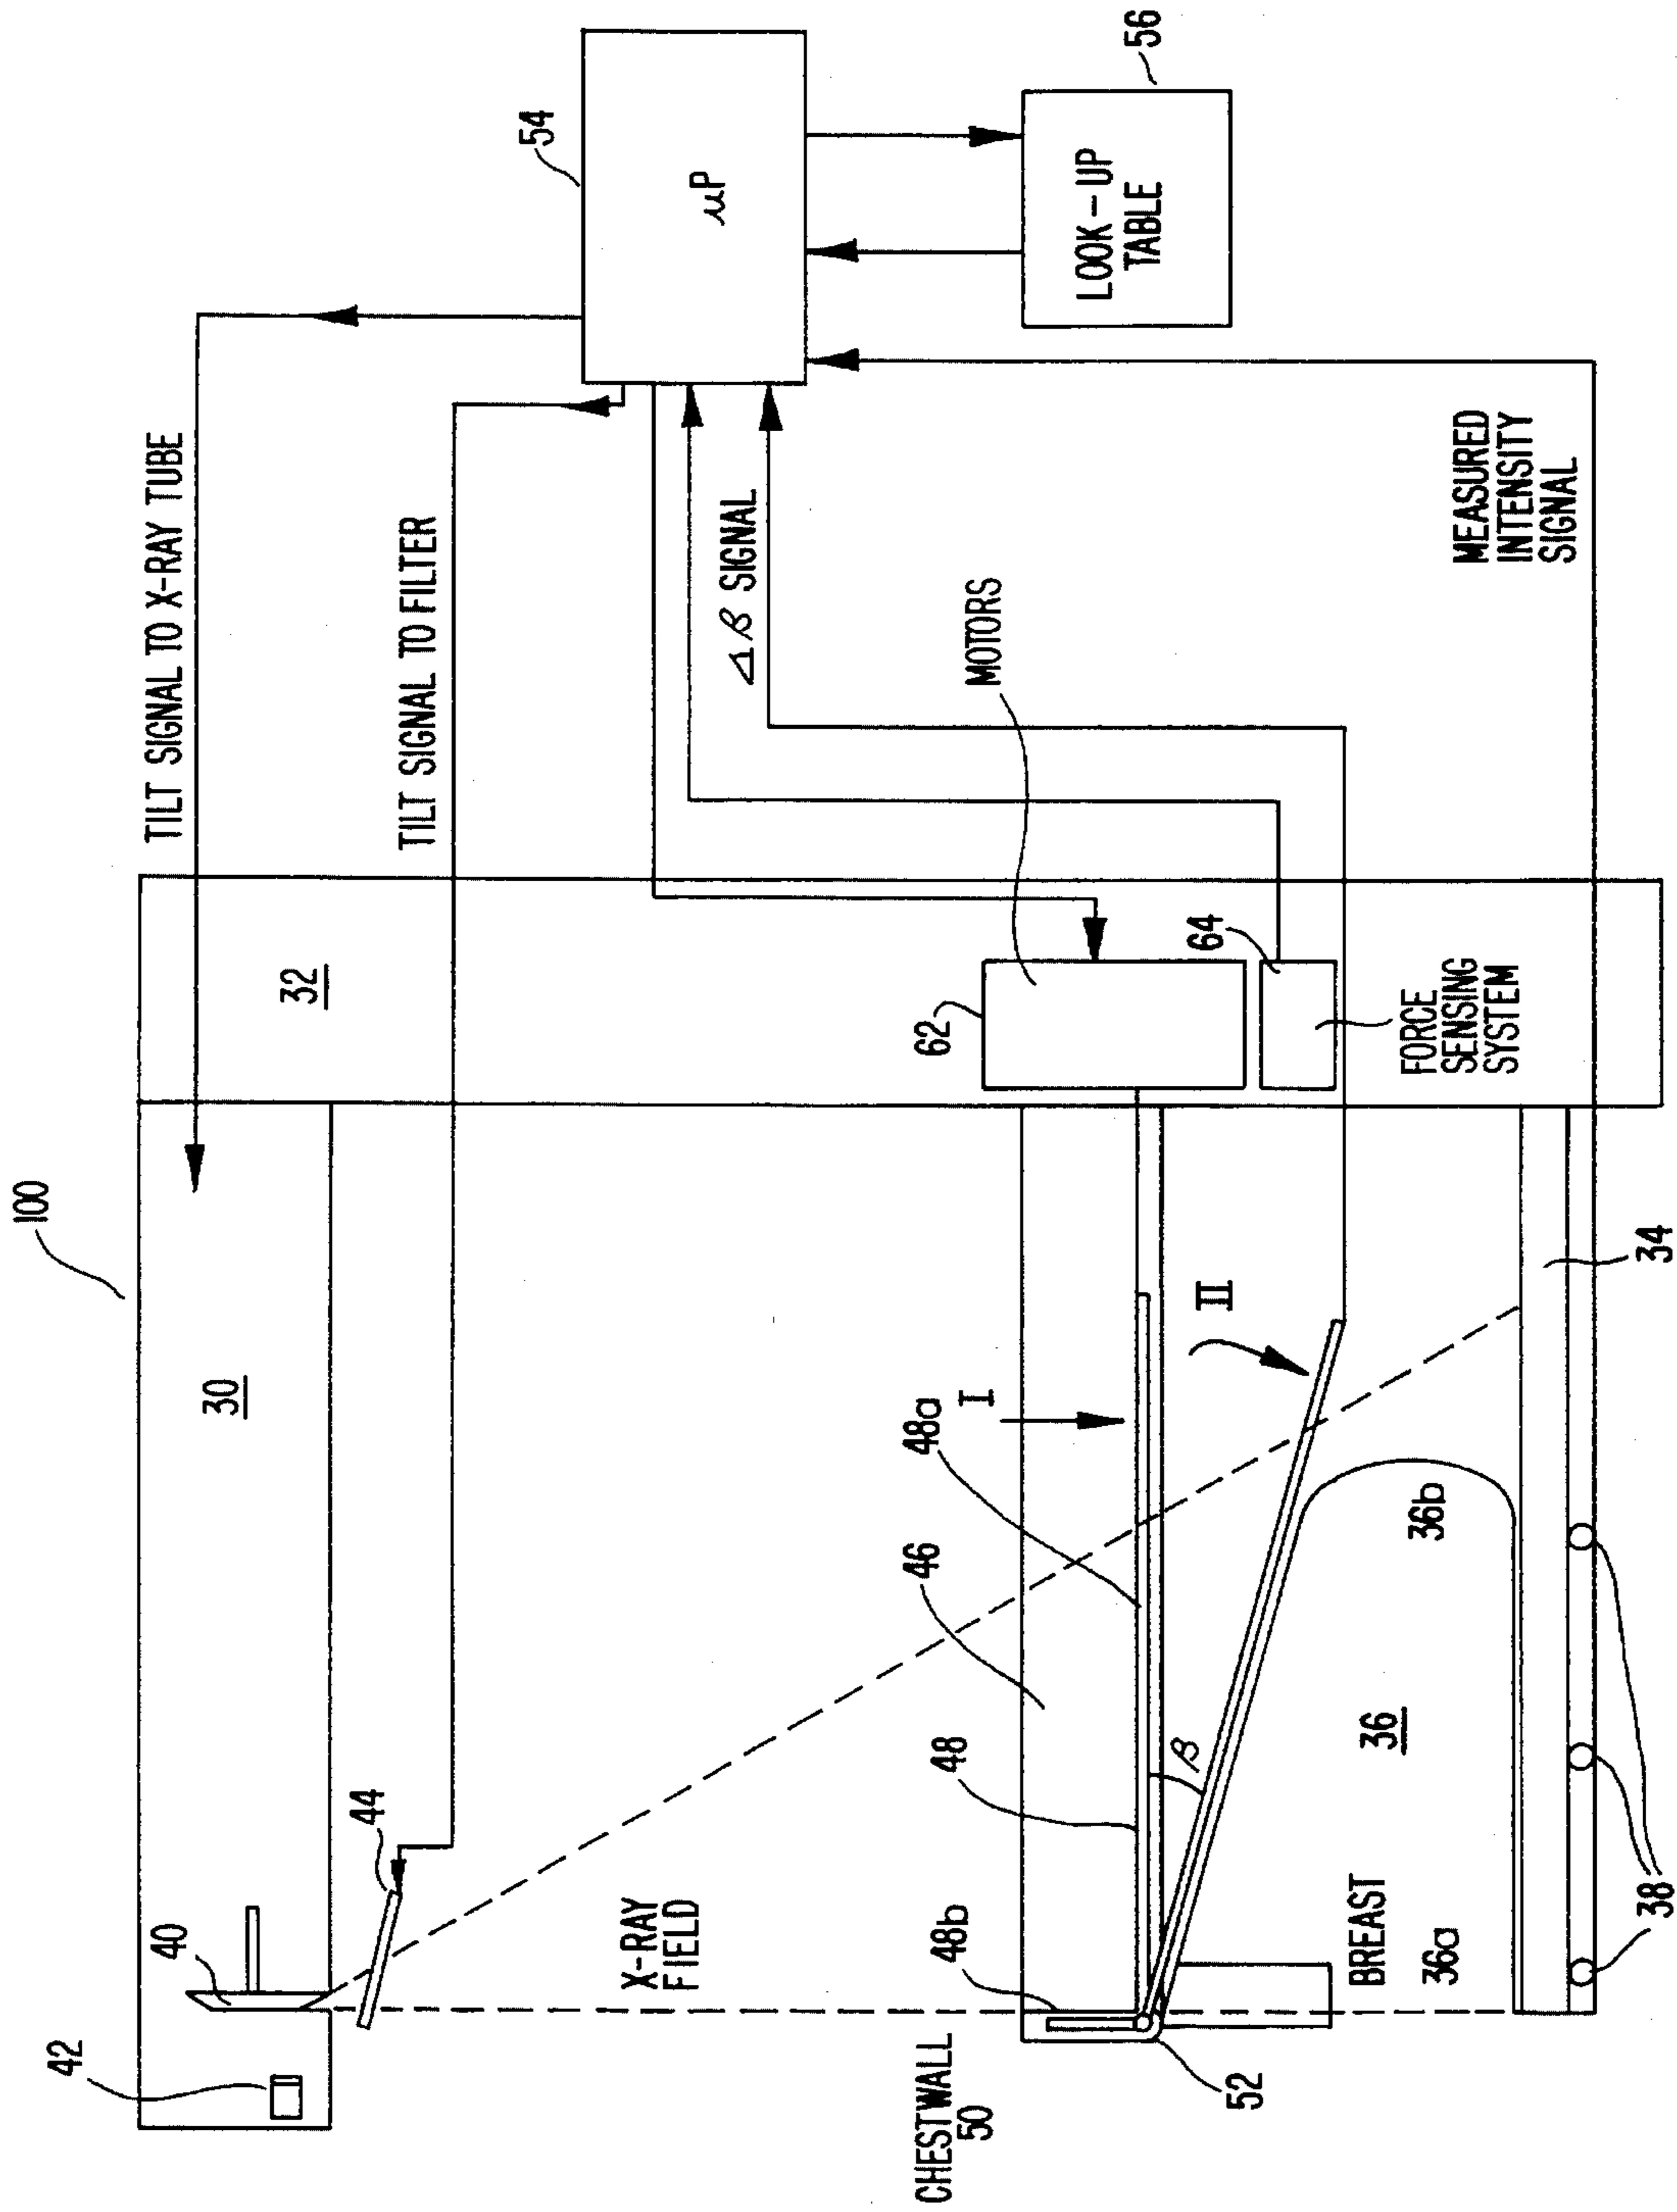 100
42
40
44
30
32
TILT SIGNAL TO X-RAY TUBE
TILT SIGNAL TO FILTER
54
μP
LOOK-UP
TABLE
56
X-RAY
FIELD
Δβ SIGNAL
MOTORS
62
64
FORCE
SENSING
SYSTEM
MEASURED
INTENSITY
SIGNAL
CHESTWALL
50
48b
48
46
48a
I
II
β
52
BREAST
36a
36
36b
38
34